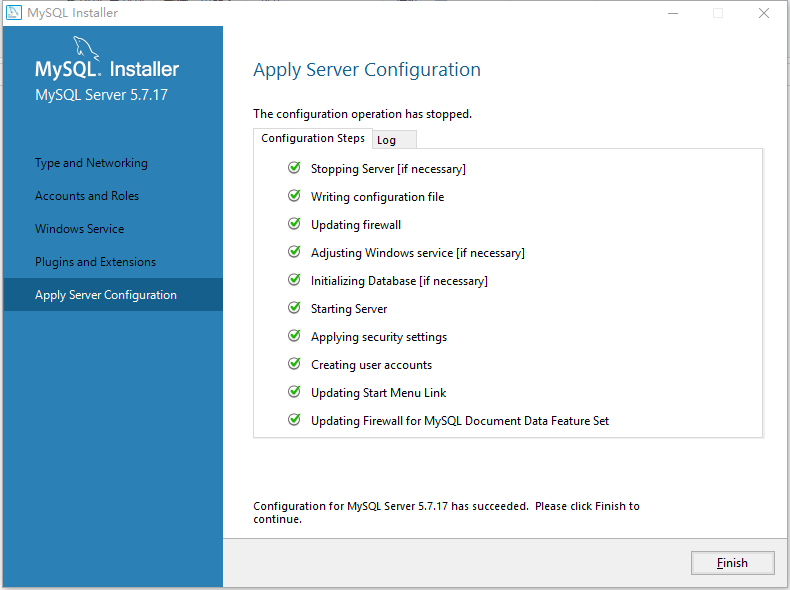 MySQL Installer
MySQL. Installer
MySQL Server 5.7.17
Type and Networking
Accounts and Roles
Windows Service
Plugins and Extensions
Apply Server Configuration
Apply Server Configuration
The configuration operation has stopped.
Configuration Steps Log
Stopping Server [if necessary]
Writing configuration file
Updating firewall
Adjusting Windows service [if necessary]
Initializing Database [if necessary]
Starting Server
Applying security settings
Creating user accounts
Updating Start Menu Link
Updating Firewall for MySQL Document Data Feature Set
Configuration for MySQL Server 5.7.17 has succeeded. Please click Finish to
continue.
Finish